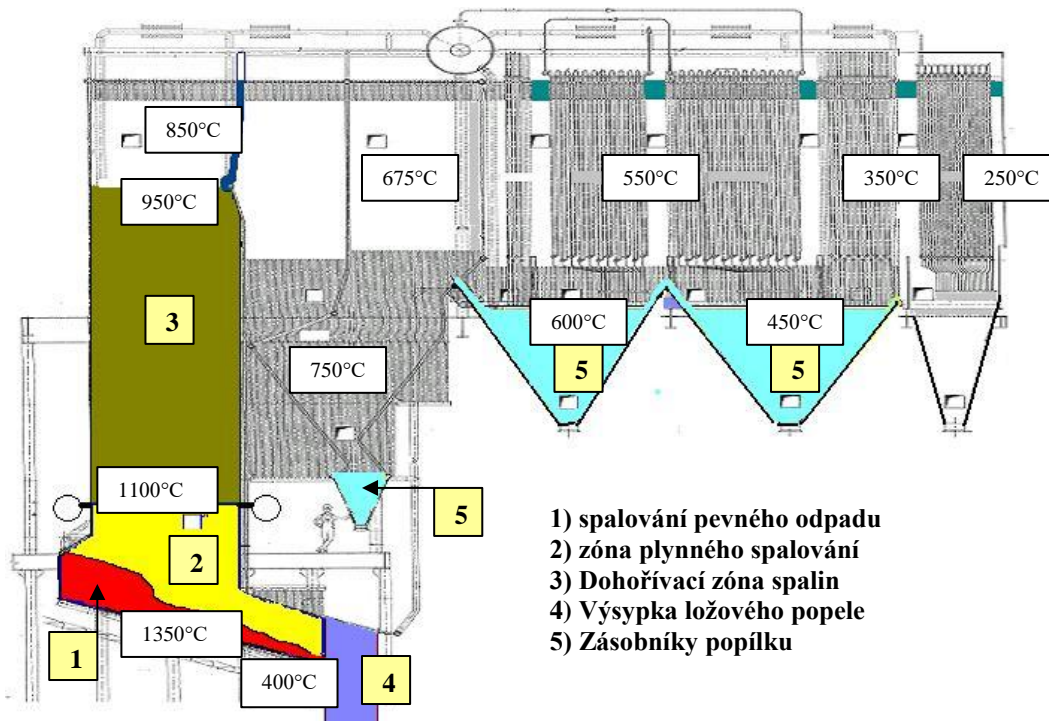 850°C
950°C
675°C
550°C
350°C
250°C
3
600°C
450°C
5
5
750°C
1100°C
5
2
1350°C
1
400°C
4
1) spalování pevného odpadu
2) zóna plynného spalování
3) Dohořívací zóna spalin
4) Výsypka ložového popele
5) Zásobníky popílku